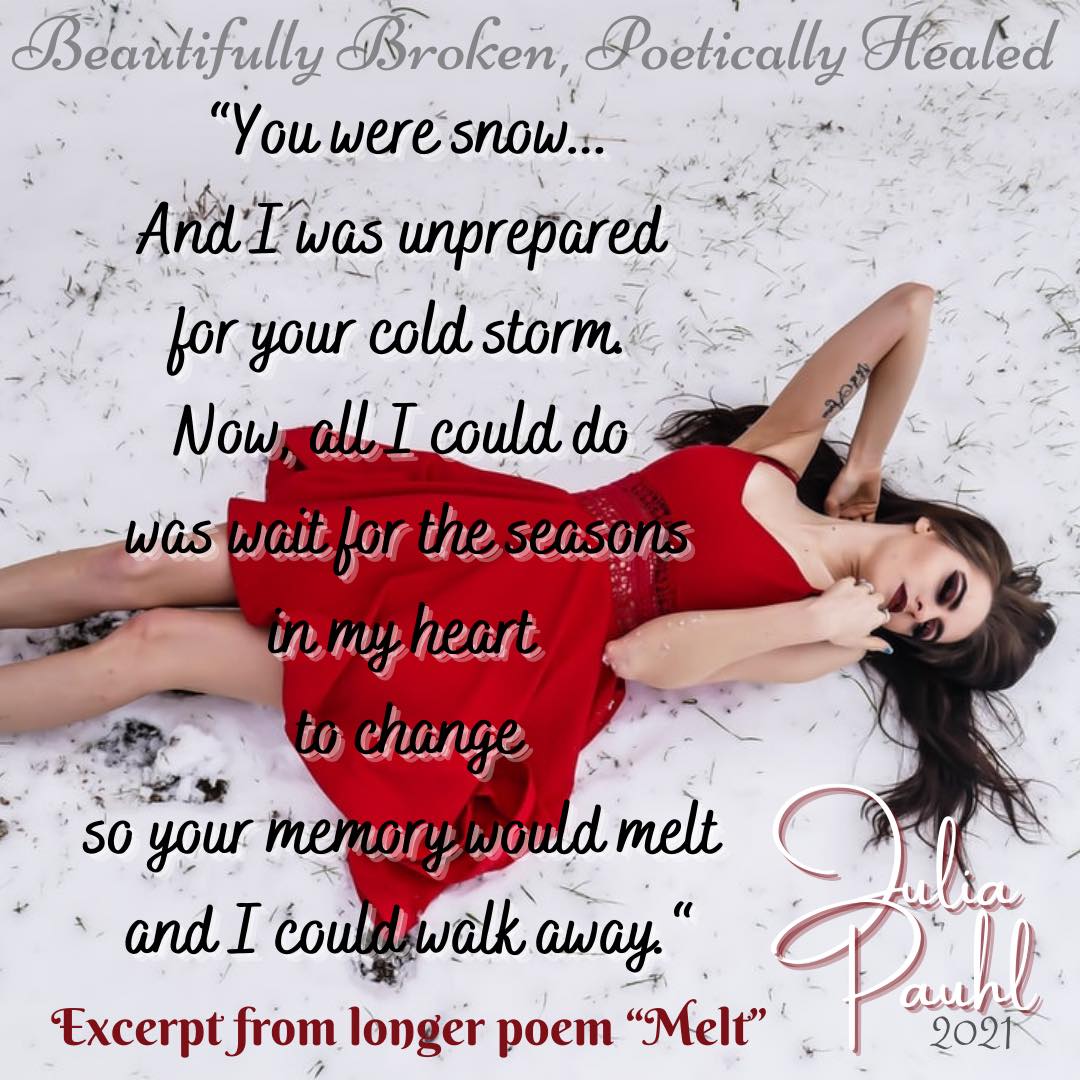 Beautifully Broken, Poetically Healed
“You were snow...
And I was unprepared
for your cold storm.
Now, all I could do
was wait for the seasons
in my heart
to change
so your memory would melt
and I could walk away.“
Julia
Pauhl
2021
Excerpt from longer poem “Melt”